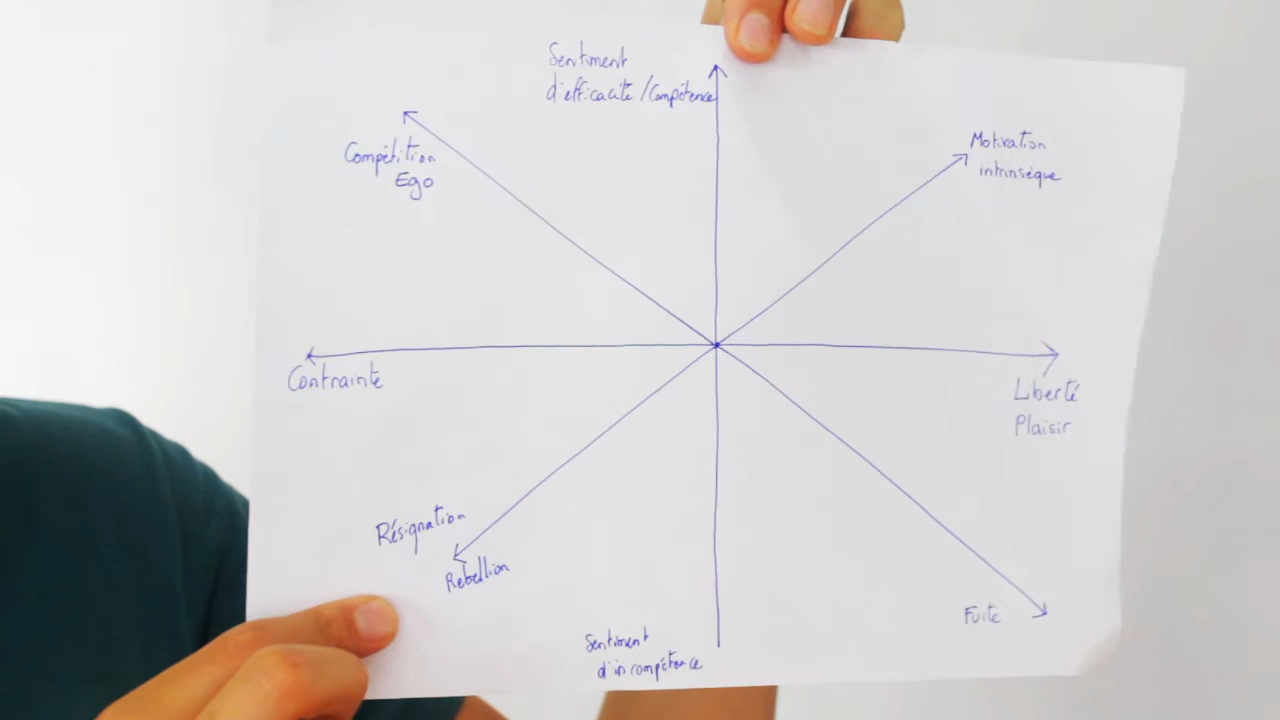 Sentiment
d'efficacité / Compétence
Motivation
intrinsèque
Compétition
Ego
Contrainte
Liberté
Plaisir
Résignation
Rebellion
Fuite
Sentiment
d'incompétence